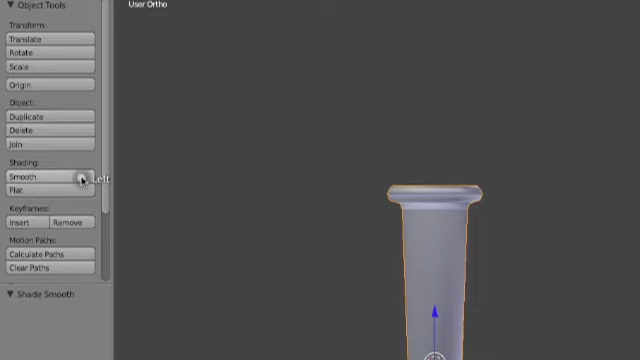 Object Tools
User Ortho
Transform:
Translate
Rotate
Scale
Origin
Object:
Duplicate
Delete
Join
Shading:
Smooth
Left
Flat
Keyframes:
Insert Remove
Motion Paths:
Calculate Paths
Clear Paths
Shade Smooth